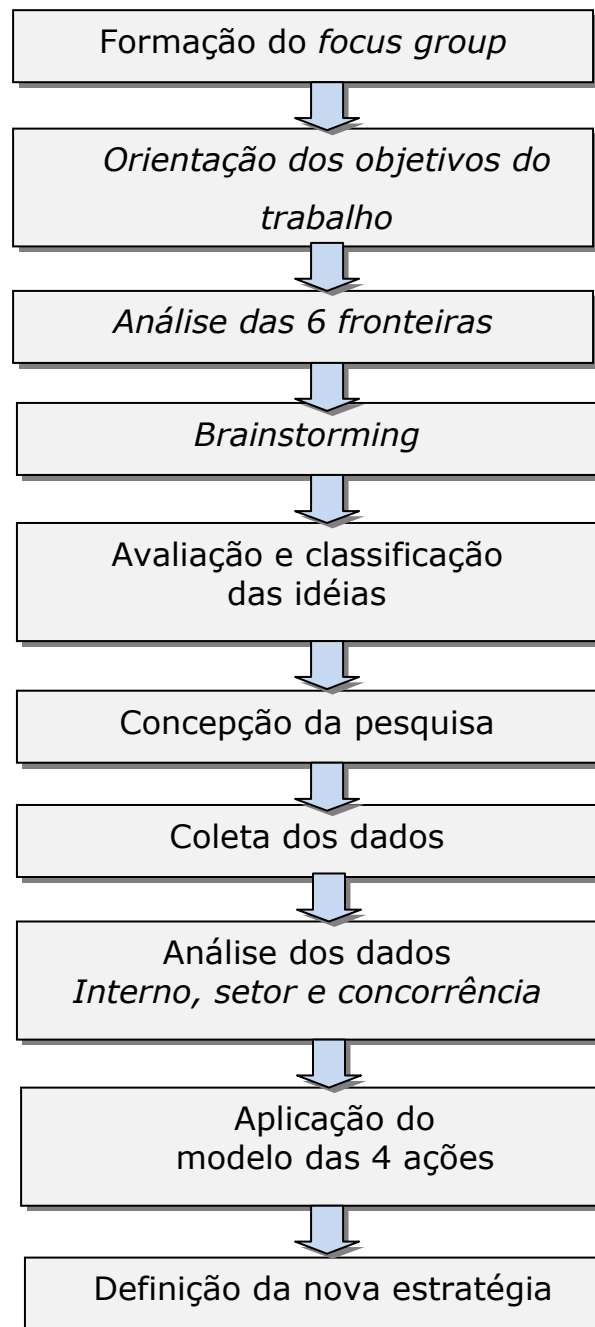 Formação do focus group
Orientação dos objetivos do
trabalho
Análise das 6 fronteiras
Brainstorming
Avaliação e classificação
das idéias
Concepção da pesquisa
Coleta dos dados
Análise dos dados
Interno, setor e concorrência
Aplicação do
modelo das 4 ações
Definição da nova estratégia